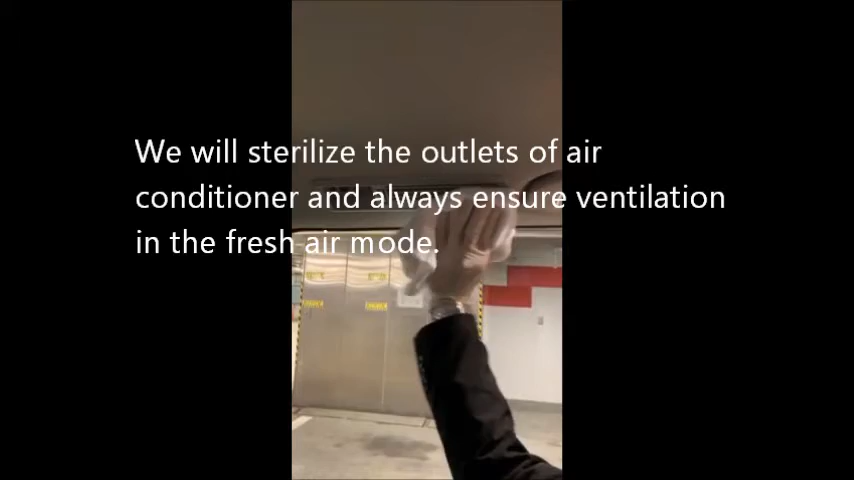 We will sterilize the outlets of air
conditioner and always ensure ventilation
in the fresh air mode.